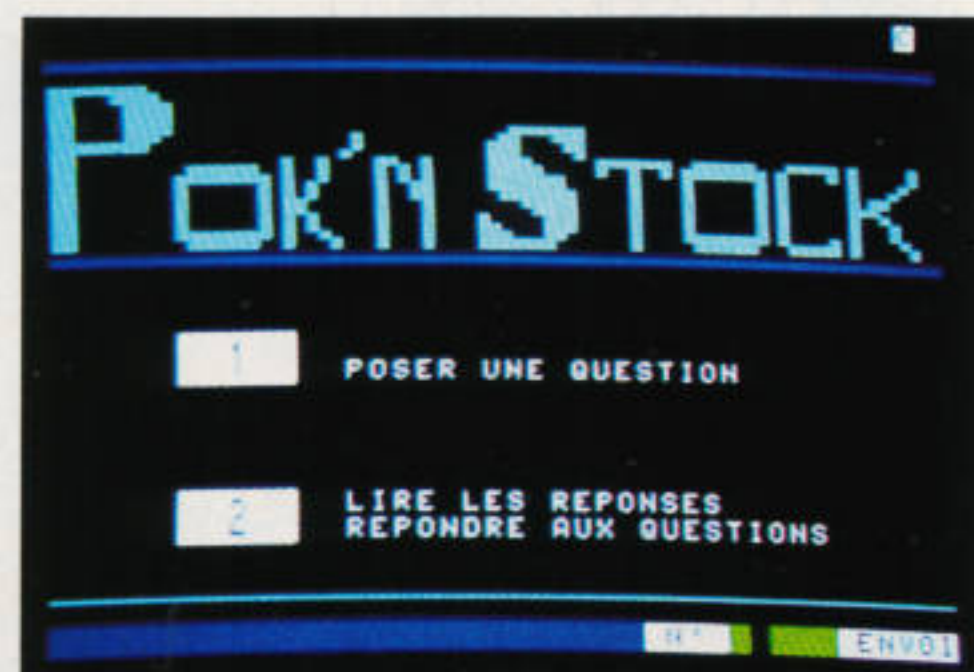 C
POK'N STOCK
1 POSER UNE QUESTION
2 LIRE LES REPONSES
REPONDRE AUX QUESTIONS
N° ENVOI